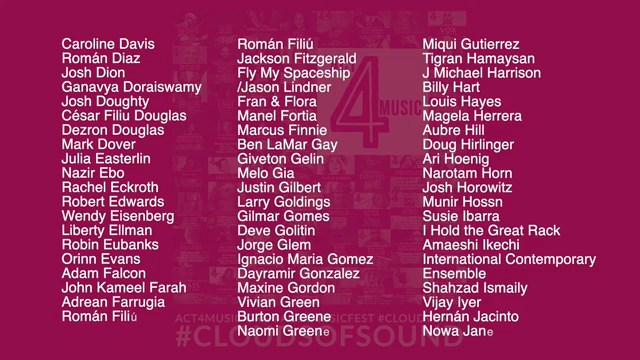 Caroline Davis
Román Diaz
Josh Dion
Ganavya Doraiswamy
Josh Doughty
César Filiu Douglas
Dezron Douglas
Mark Dover
Julia Easterlin
Nazir Ebo
Rachel Eckroth
Robert Edwards
Wendy Eisenberg
Liberty Ellman
Robin Eubanks
Orinn Evans
Adam Falcon
John Kameel Farah
Adrean Farrugia
Román Filiú
Román Filiú
Jackson Fitzgerald
Fly My Spaceship
/Jason Lindner
Fran & Flora
Manel Fortia
Marcus Finnie
Ben LaMar Gay
Giveton Gelin
Melo Gia
Justin Gilbert
Larry Goldings
Gilmar Gomes
Deve Golitin
Jorge Glem
Ignacio Maria Gomez
Dayramir Gonzalez
Maxine Gordon
Vivian Green
Burton Greene
Naomi Greene
Miqui Gutierrez
Tigran Hamaysan
J Michael Harrison
Billy Hart
Louis Hayes
Magela Herrera
Aubre Hill
Doug Hirlinger
Ari Hoenig
Narotam Horn
Josh Horowitz
Munir Hossn
Susie Ibarra
I Hold the Great Rack
Amaeshi Ikechi
International Contemporary
Ensemble
Shahzad Ismaily
Vijay Iyer
Hernán Jacinto
Nowa Jane
4
MUSIC
ACT4MUSIC
#CLOUDSOFSOUND